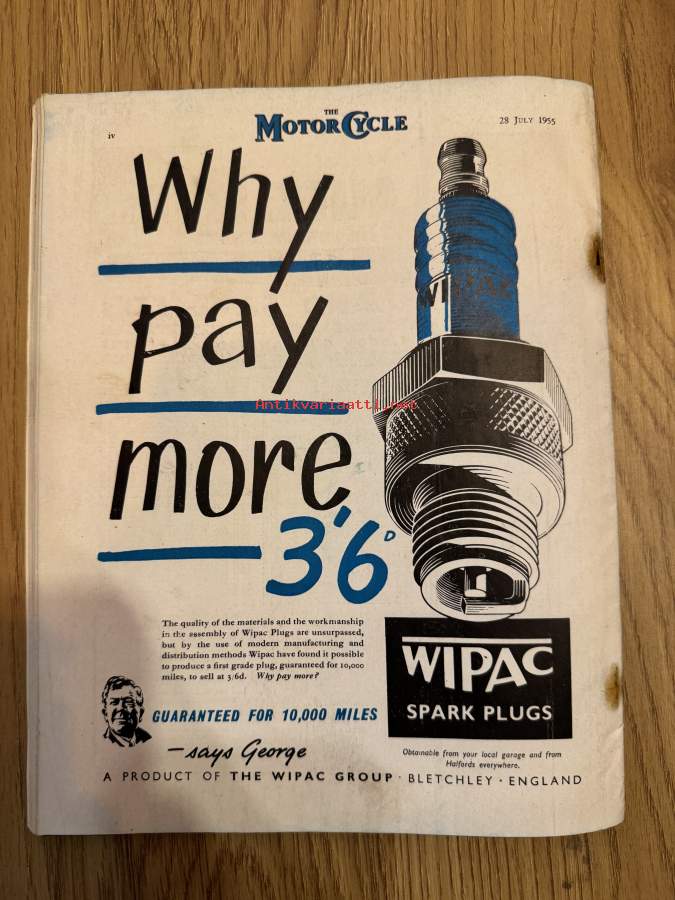 iv
THE
MOTOR CYCLE
28 JULY 1955
Why
pay
more
3'6D
WIPAC
Antikvariaatti.net
The quality of the materials and the workmanship
in the assembly of Wipac Plugs are unsurpassed,
but by the use of modern manufacturing and
distribution methods Wipac have found it possible
to produce a first grade plug, guaranteed for 10,000
miles, to sell at 3/6d. Why pay more?
GUARANTEED FOR 10,000 MILES
—says George
WIPAC
SPARK PLUGS
Obtainable from your local garage and from
Halfords everywhere.
A PRODUCT OF THE WIPAC GROUP · BLETCHLEY · ENGLAND